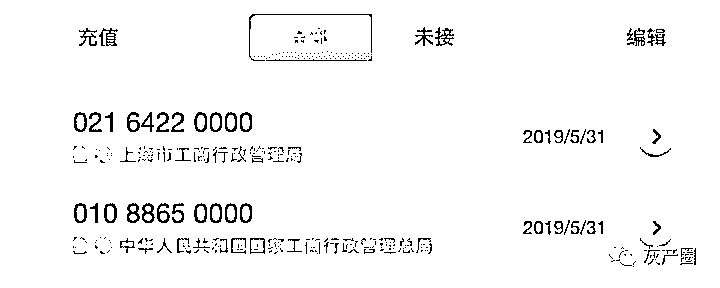 充值 全部 未接 编辑
021 6422 0000
2019/5/31
上海市工商行政管理局
010 8865 0000
2019/5/31
中华人民共和国国家工商行政管理总局
灰产圈